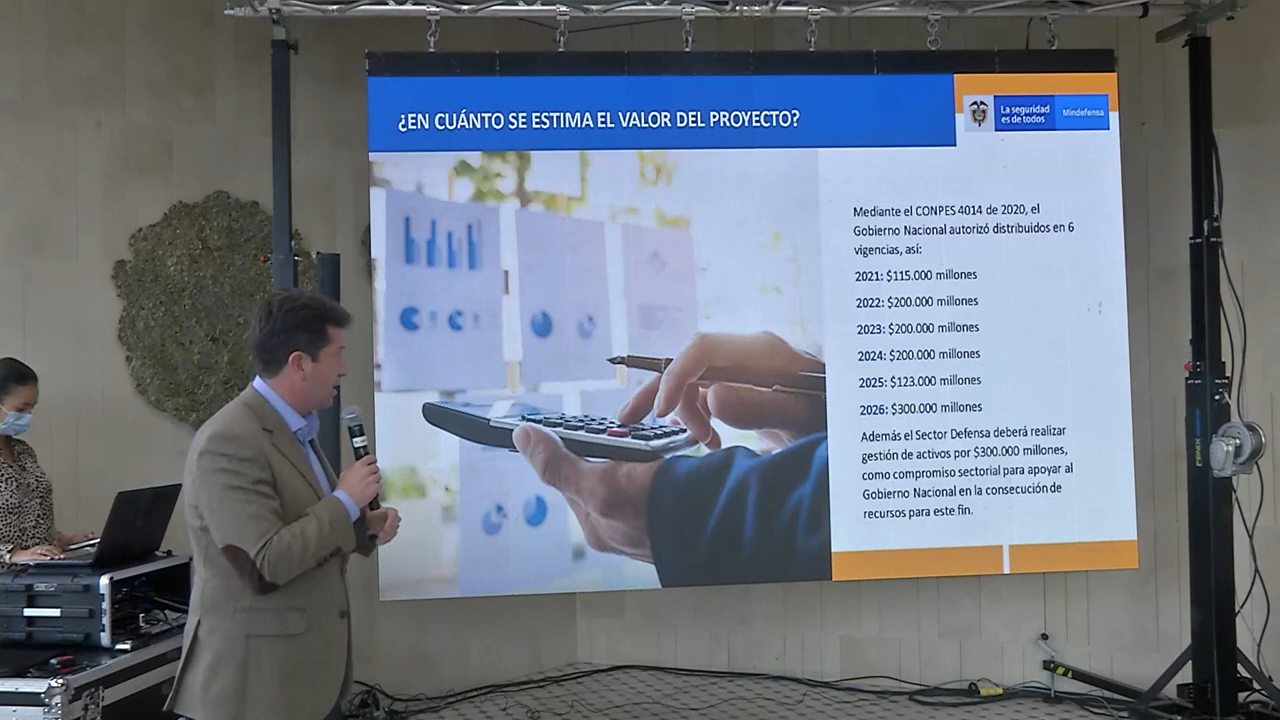 ¿EN CUÁNTO SE ESTIMA EL VALOR DEL PROYECTO?
La seguridad
es de todos
Mindefensa
Mediante el CONPES 4014 de 2020, el
Gobierno Nacional autorizó distribuidos en 6
vigencias, así:
2021: $115.000 millones
2022: $200.000 millones
2023: $200.000 millones
2024: $200.000 millones
2025: $123.000 millones
2026: $300.000 millones
Además el Sector Defensa deberá realizar
gestión de activos por $300.000 millones,
como compromiso sectorial para apoyar al
Gobierno Nacional en la consecución de
recursos para este fin.